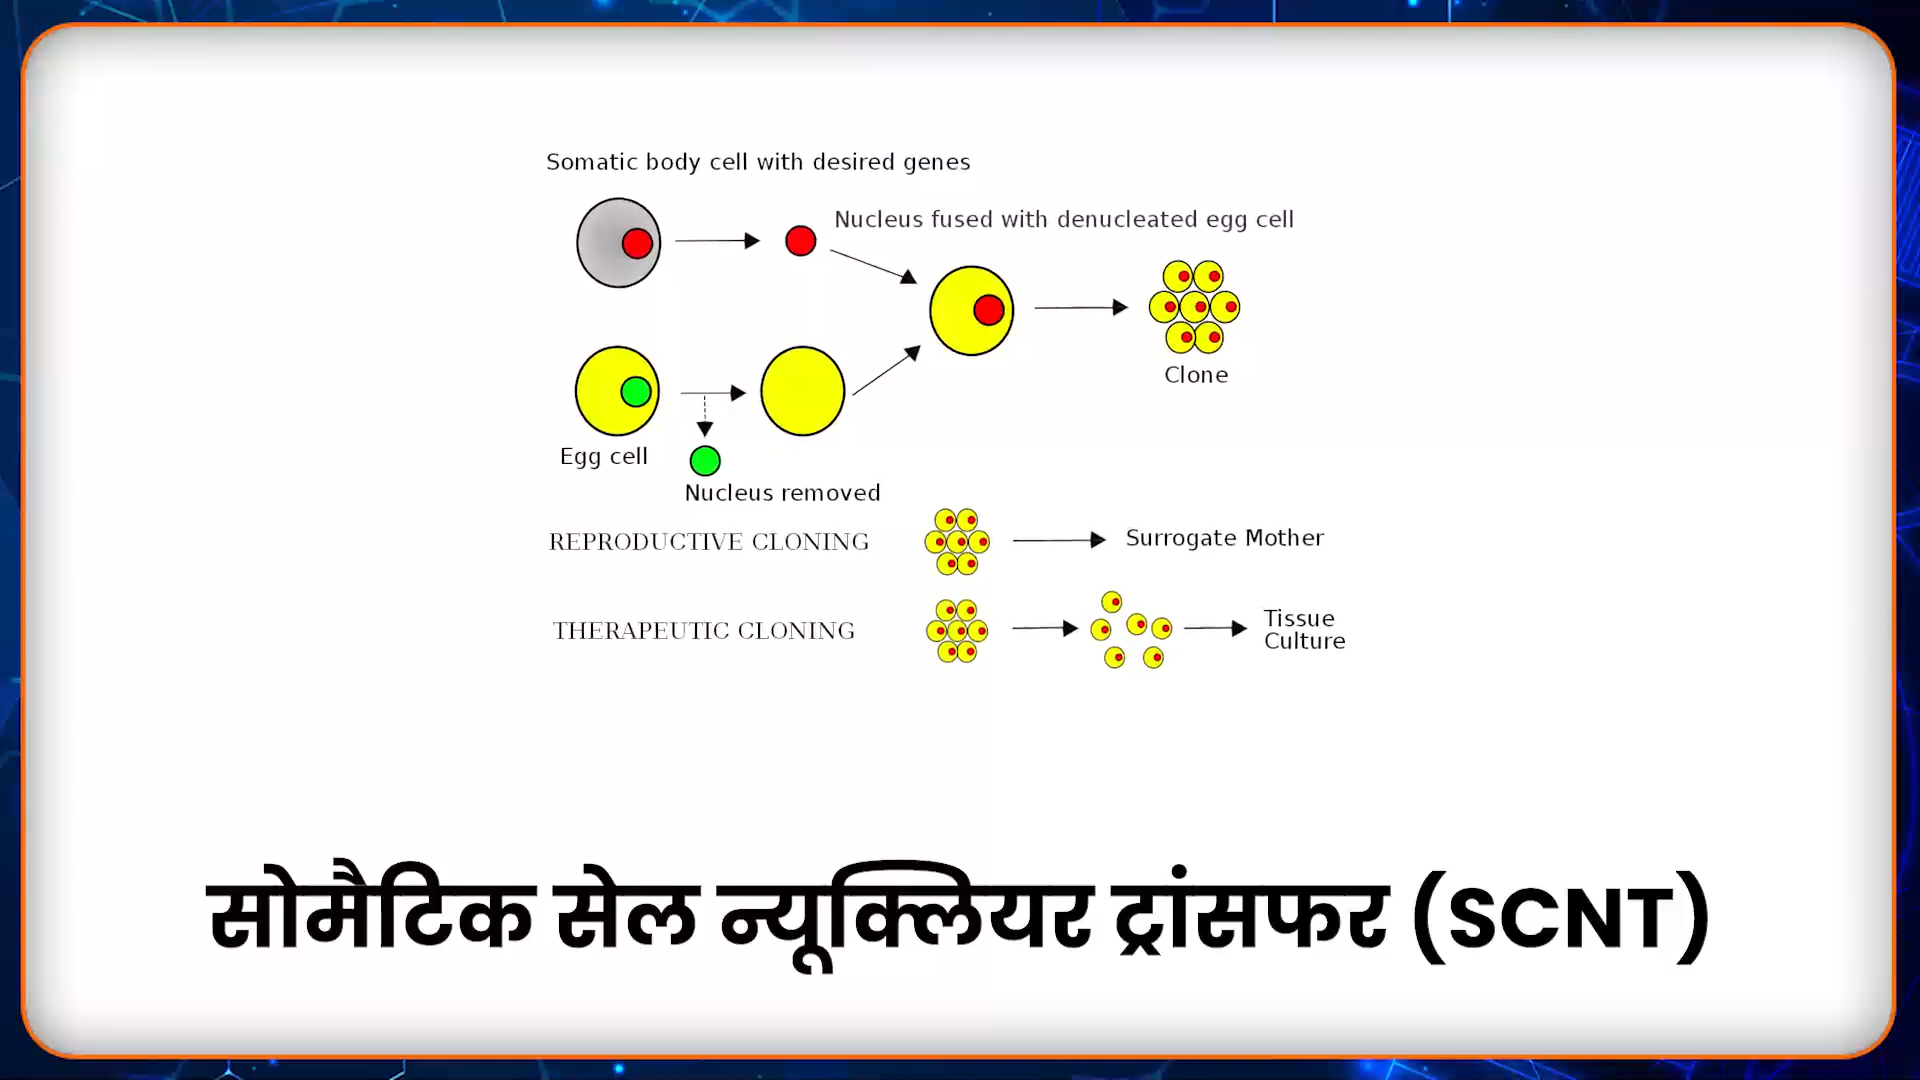 Somatic body cell with desired genes
Nucleus fused with denucleated egg cell
Clone
Egg cell
Nucleus removed
REPRODUCTIVE CLONING
Surrogate Mother
THERAPEUTIC CLONING
Tissue
Culture
सोमैटिक सेल न्यूक्लियर ट्रांसफर (SCNT)